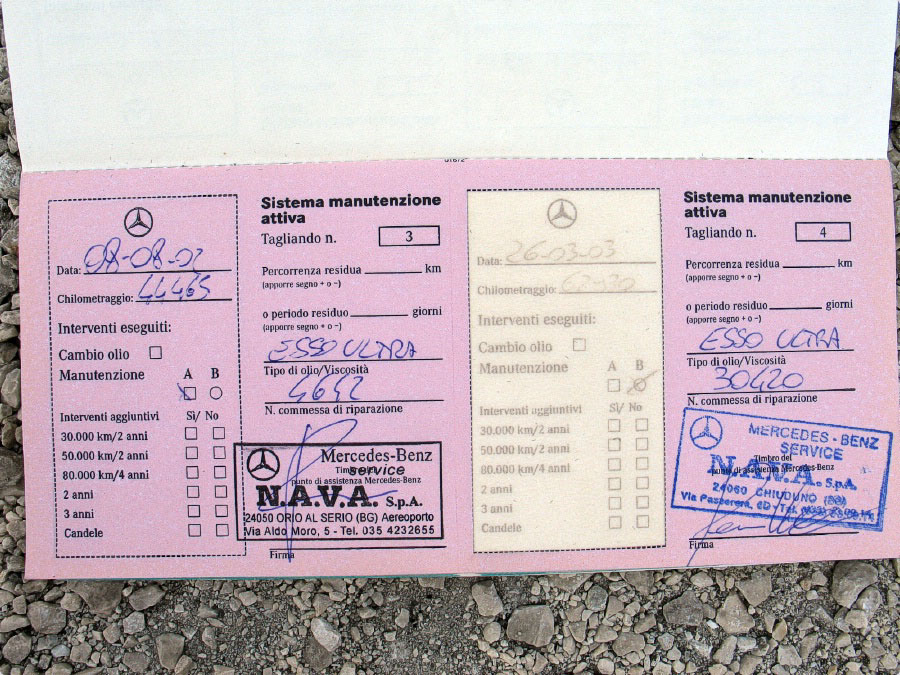 Data: 08-08-02
Chilometraggio: 44465
Interventi eseguiti:
Cambio olio
Manutenzione A B
Interventi aggiuntivi Sì/ No
30.000 km/2 anni
50.000 km/2 anni
80.000 km/4 anni
2 anni
3 anni
Candele
Sistema manutenzione
attiva
Tagliando n. 3
Percorrenza residua km
(apporre segno + o –)
o periodo residuo giorni
(apporre segno + o –)
ESSO ULTRA
Tipo di olio/Viscosità
4642
N. commessa di riparazione
Mercedes-Benz
service
Timbro del
punto di assistenza Mercedes-Benz
N.A.V.A. S.p.A.
24050 ORIO AL SERIO (BG) Aereoporto
Via Aldo Moro, 5 - Tel. 035 4232655
Firma
Data: 26-03-03
Chilometraggio:
Interventi eseguiti:
Cambio olio
Manutenzione A B
Interventi aggiuntivi Sì/ No
30.000 km/2 anni
50.000 km/2 anni
80.000 km/4 anni
2 anni
3 anni
Candele
Sistema manutenzione
attiva
Tagliando n. 4
Percorrenza residua km
(apporre segno + o –)
o periodo residuo giorni
(apporre segno + o –)
ESSO ULTRA
Tipo di olio/Viscosità
30420
N. commessa di riparazione
MERCEDES - BENZ
SERVICE
Timbro del
punto di assistenza Mercedes-Benz
N.A.V.A. S.p.A.
24060 CHIUDUNO (BG)
Via Passerera, 6D - Tel.
Firma